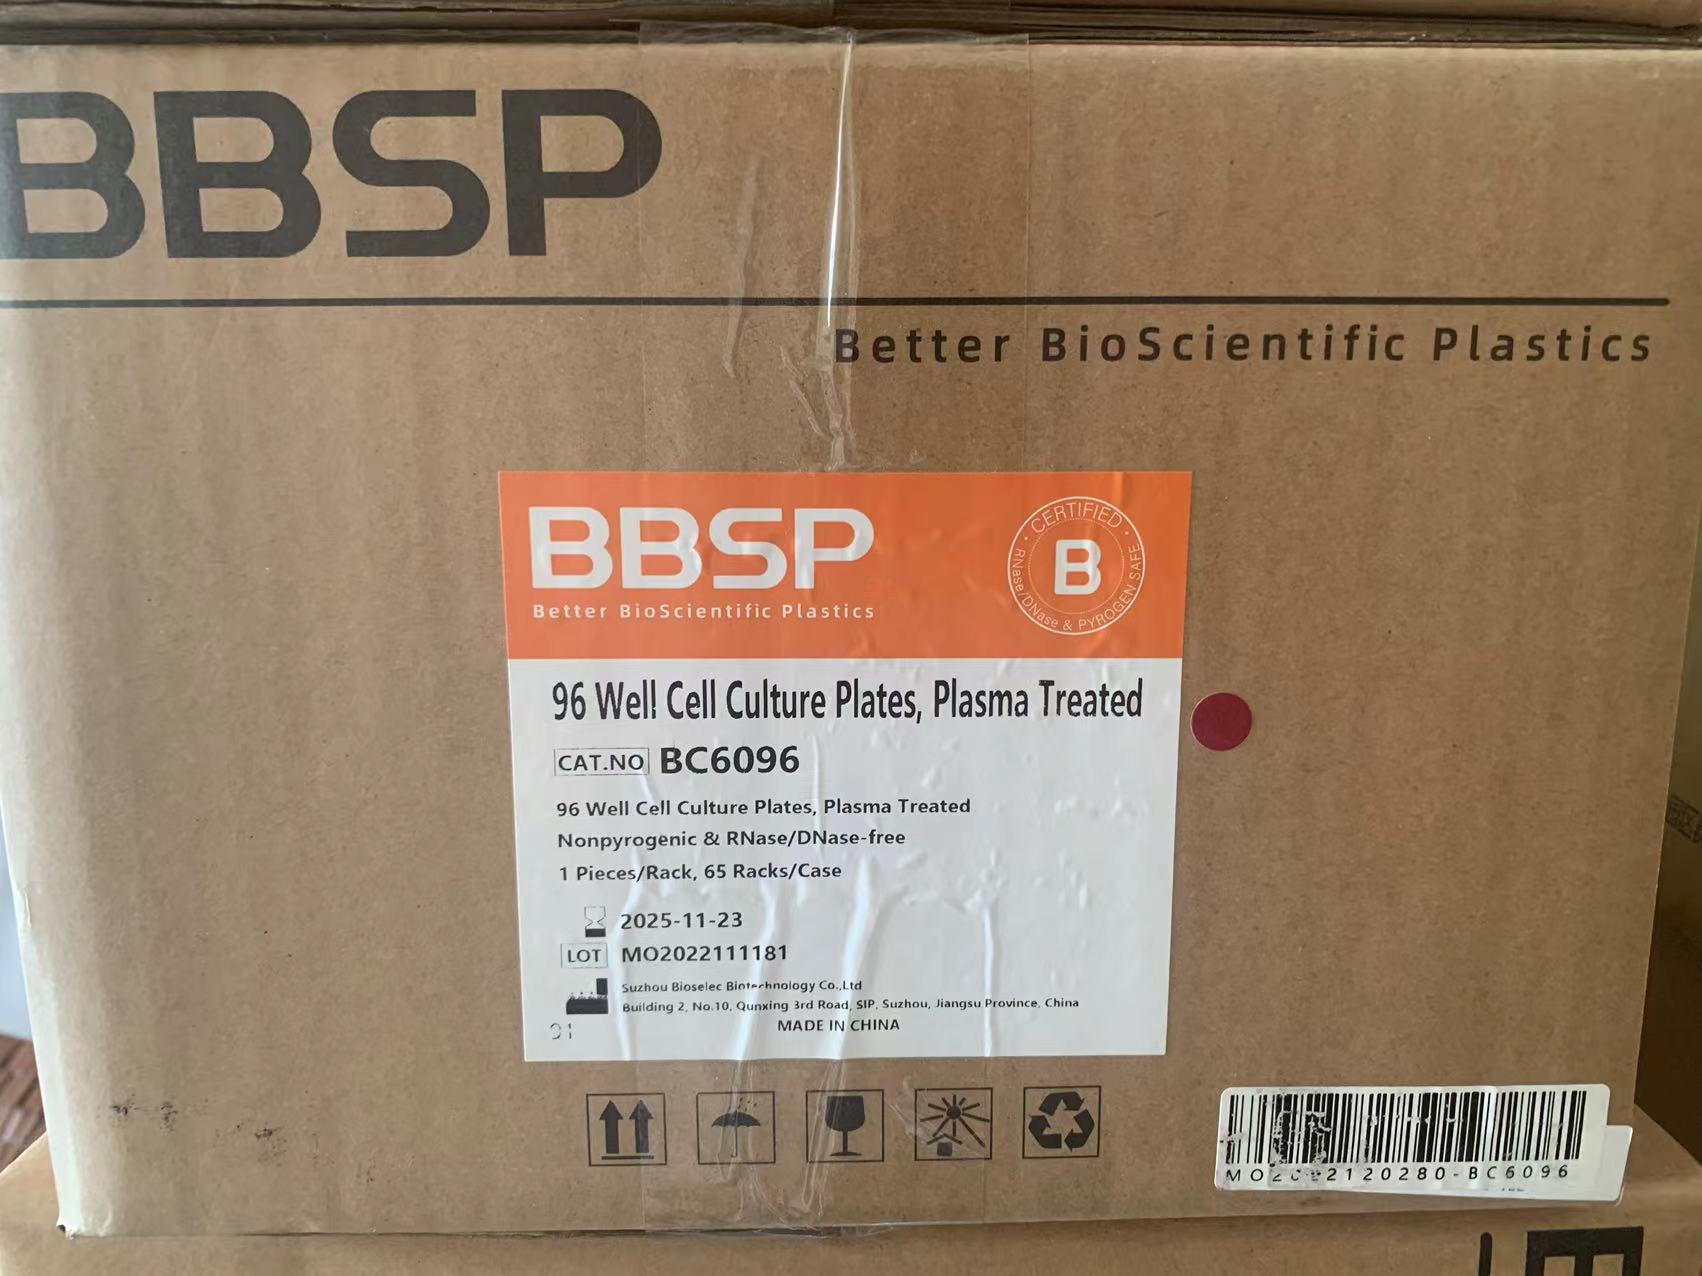 BBSP
Better BioScientific Plastics
BBSP
Better BioScientific Plastics
CERTIFIED
B
RNase/DNase & PYROGEN SAFE
96 Well Cell Culture Plates, Plasma Treated
CAT.NO BC6096
96 Well Cell Culture Plates, Plasma Treated
Nonpyrogenic & RNase/DNase-free
1 Pieces/Rack, 65 Racks/Case
2025-11-23
LOT MO2022111181
Suzhou Bioselec Biotechnology Co.,Ltd
Building 2, No.10, Qunxing 3rd Road, SIP, Suzhou, Jiangsu Province, China
MADE IN CHINA